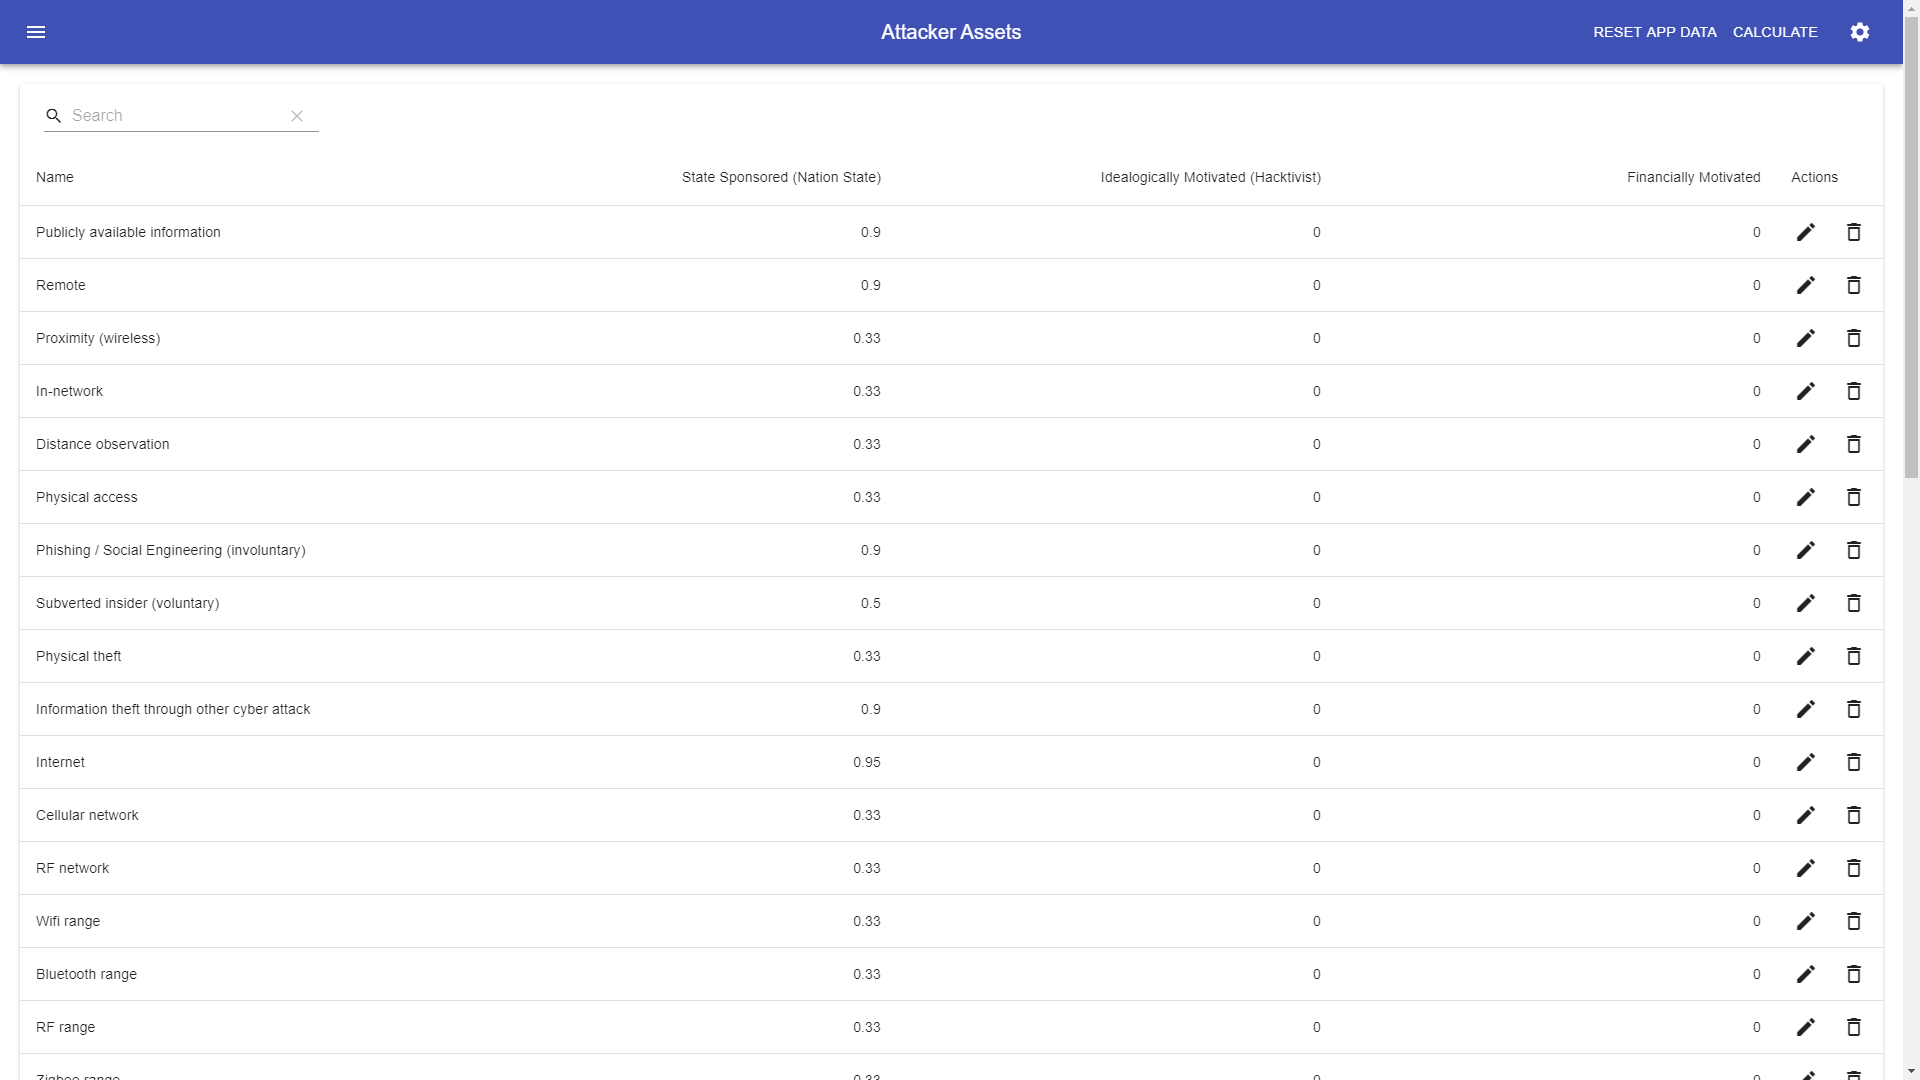 Attacker Assets RESET APP DATA CALCULATE
Search
Name State Sponsored (Nation State) Idealogically Motivated (Hacktivist) Financially Motivated Actions
Publicly available information 0.9 0 0
Remote 0.9 0 0
Proximity (wireless) 0.33 0 0
In-network 0.33 0 0
Distance observation 0.33 0 0
Physical access 0.33 0 0
Phishing / Social Engineering (involuntary) 0.9 0 0
Subverted insider (voluntary) 0.5 0 0
Physical theft 0.33 0 0
Information theft through other cyber attack 0.9 0 0
Internet 0.95 0 0
Cellular network 0.33 0 0
RF network 0.33 0 0
Wifi range 0.33 0 0
Bluetooth range 0.33 0 0
RF range 0.33 0 0
Zigbee range 0.33 0 0